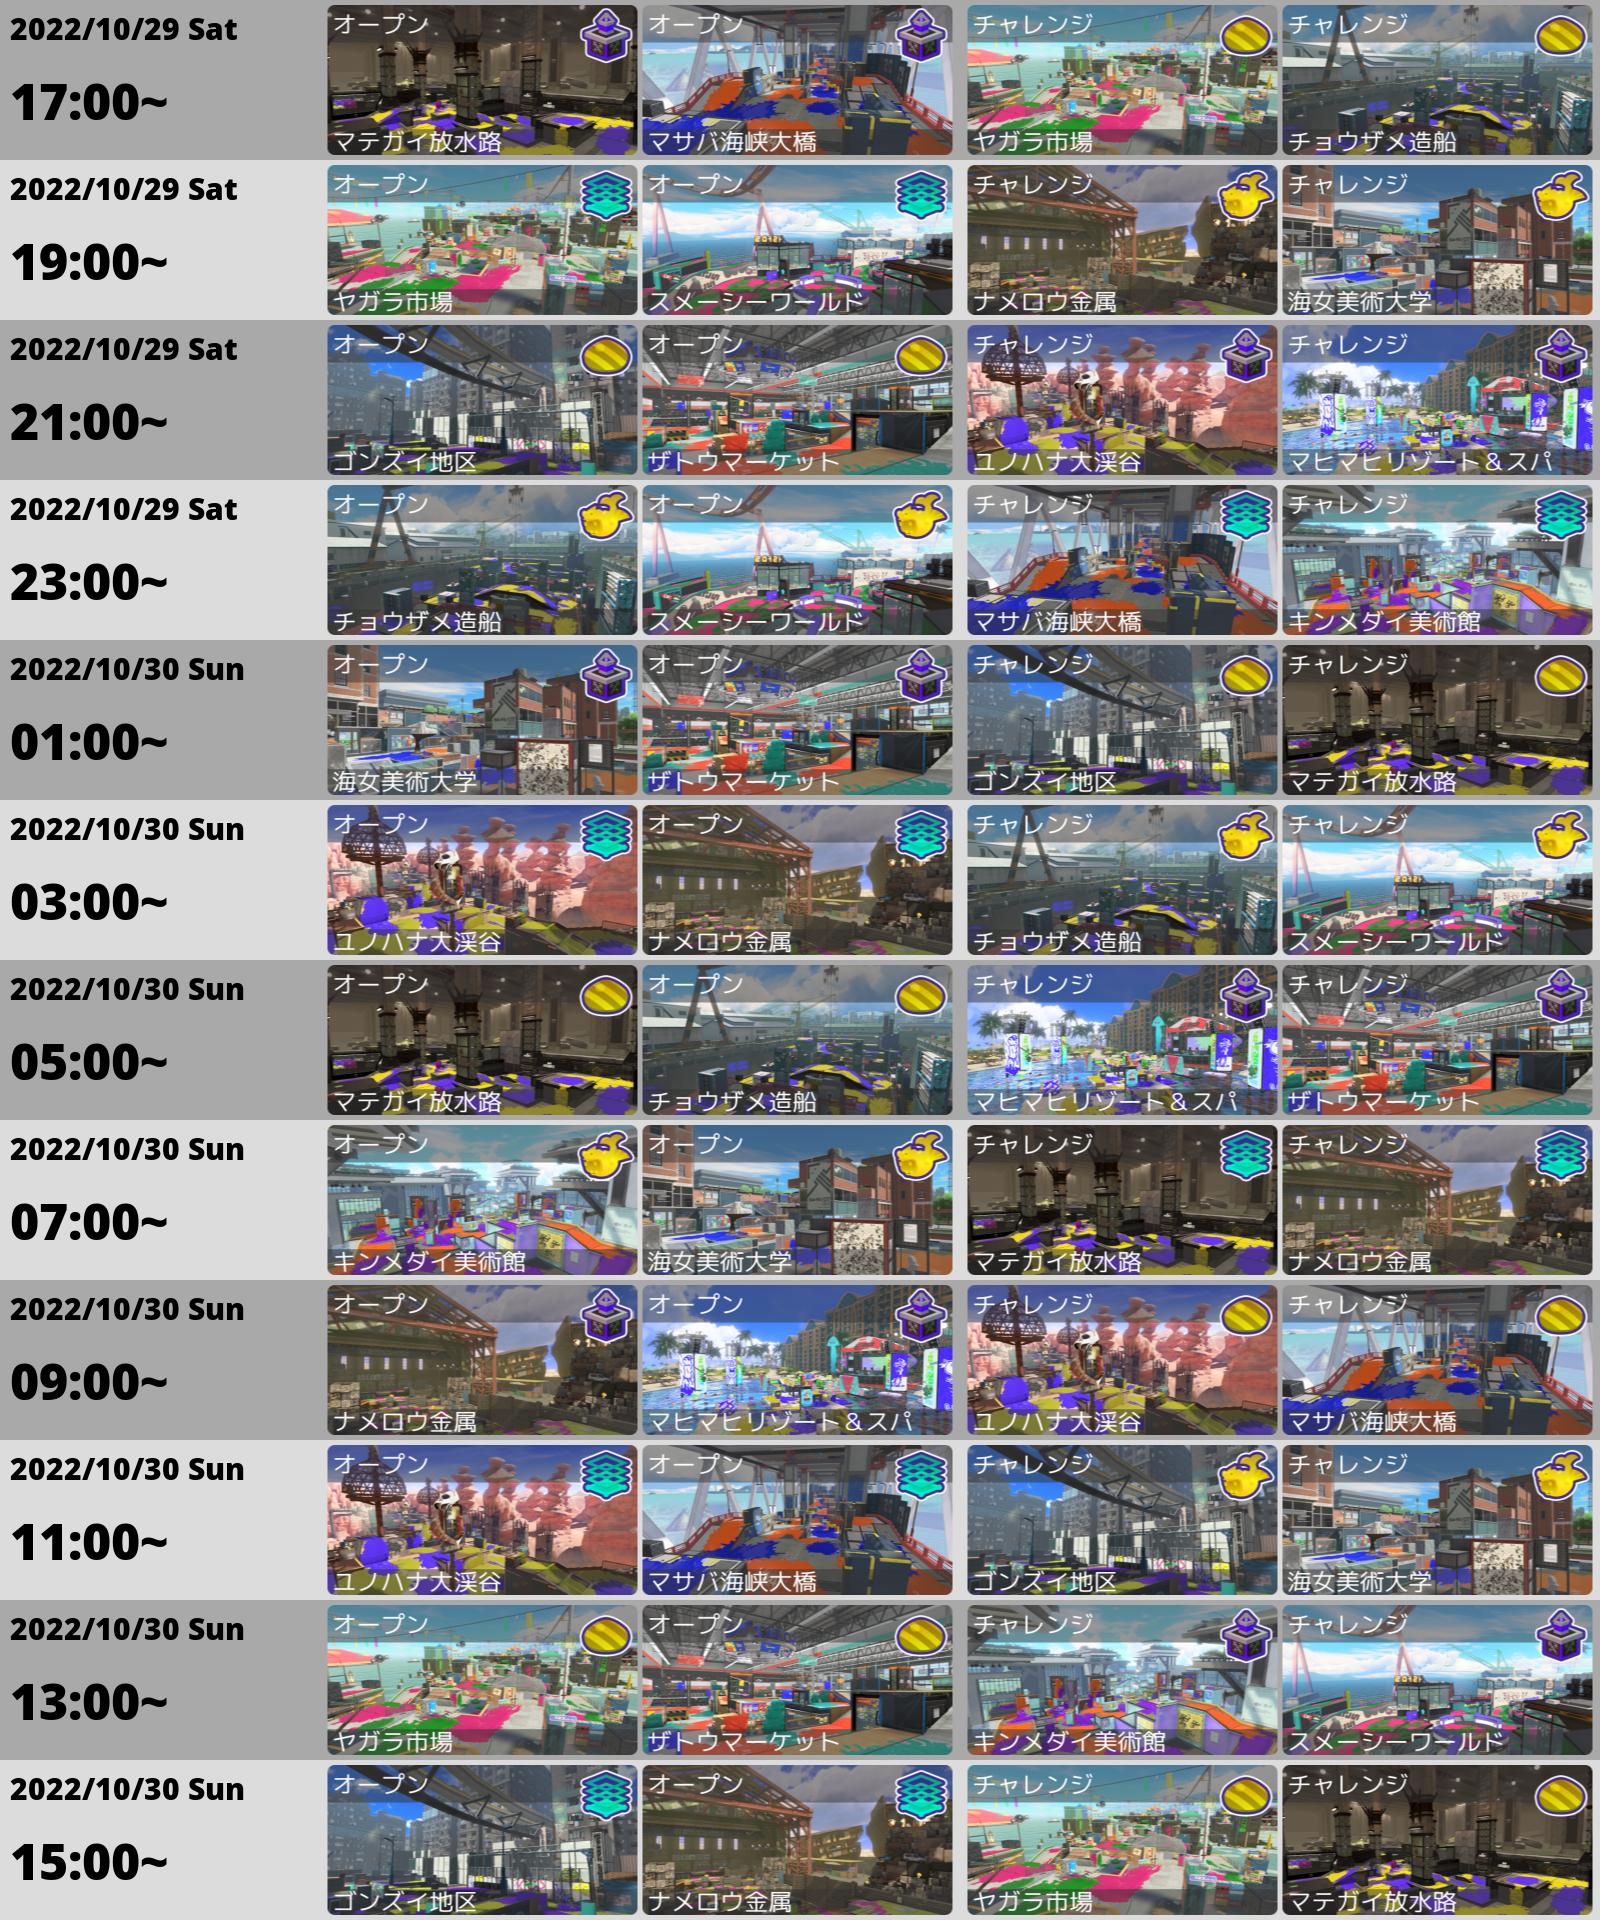 2022/10/29 Sat
17:00~
オープン
マテガイ放水路
オープン
マサバ海峡大橋
チャレンジ
ヤガラ市場
チャレンジ
チョウザメ造船
2022/10/29 Sat
19:00~
オープン
ヤガラ市場
オープン
スメーシーワールド
チャレンジ
ナメロウ金属
チャレンジ
海女美術大学
2022/10/29 Sat
21:00~
オープン
ゴンズイ地区
オープン
ザトウマーケット
チャレンジ
ユノハナ大渓谷
チャレンジ
マヒマヒリゾート＆スパ
2022/10/29 Sat
23:00~
オープン
チョウザメ造船
オープン
スメーシーワールド
チャレンジ
マサバ海峡大橋
チャレンジ
キンメダイ美術館
2022/10/30 Sun
01:00~
オープン
海女美術大学
オープン
ザトウマーケット
チャレンジ
ゴンズイ地区
チャレンジ
マテガイ放水路
2022/10/30 Sun
03:00~
オープン
ユノハナ大渓谷
オープン
ナメロウ金属
チャレンジ
チョウザメ造船
チャレンジ
スメーシーワールド
2022/10/30 Sun
05:00~
オープン
マテガイ放水路
オープン
チョウザメ造船
チャレンジ
マヒマヒリゾート＆スパ
チャレンジ
ザトウマーケット
2022/10/30 Sun
07:00~
オープン
キンメダイ美術館
オープン
海女美術大学
チャレンジ
マテガイ放水路
チャレンジ
ナメロウ金属
2022/10/30 Sun
09:00~
オープン
ナメロウ金属
オープン
マヒマヒリゾート＆スパ
チャレンジ
ユノハナ大渓谷
チャレンジ
マサバ海峡大橋
2022/10/30 Sun
11:00~
オープン
ユノハナ大渓谷
オープン
マサバ海峡大橋
チャレンジ
ゴンズイ地区
チャレンジ
海女美術大学
2022/10/30 Sun
13:00~
オープン
ヤガラ市場
オープン
ザトウマーケット
チャレンジ
キンメダイ美術館
チャレンジ
スメーシーワールド
2022/10/30 Sun
15:00~
オープン
ゴンズイ地区
オープン
ナメロウ金属
チャレンジ
ヤガラ市場
チャレンジ
マテガイ放水路